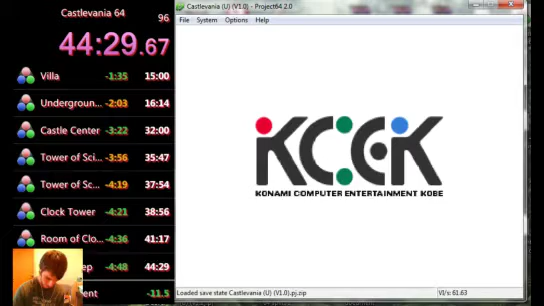 Castlevania 64
96
44:29.67
Villa -1:35 15:00
Undergroun... -2:03 16:14
Castle Center -3:22 32:00
Tower of Sci... -3:56 35:47
Tower of Sc... -4:19 37:54
Clock Tower -4:21 38:56
Room of Clo... -4:36 41:17
ep -4:48 44:29
ent -11.5
Castlevania (U) (V1.0) - Project64 2.0
File System Options Help
KCEK
KONAMI COMPUTER ENTERTAINMENT KOBE
Loaded save state Castlevania (U) (V1.0).pj.zip
VI/s: 61.63